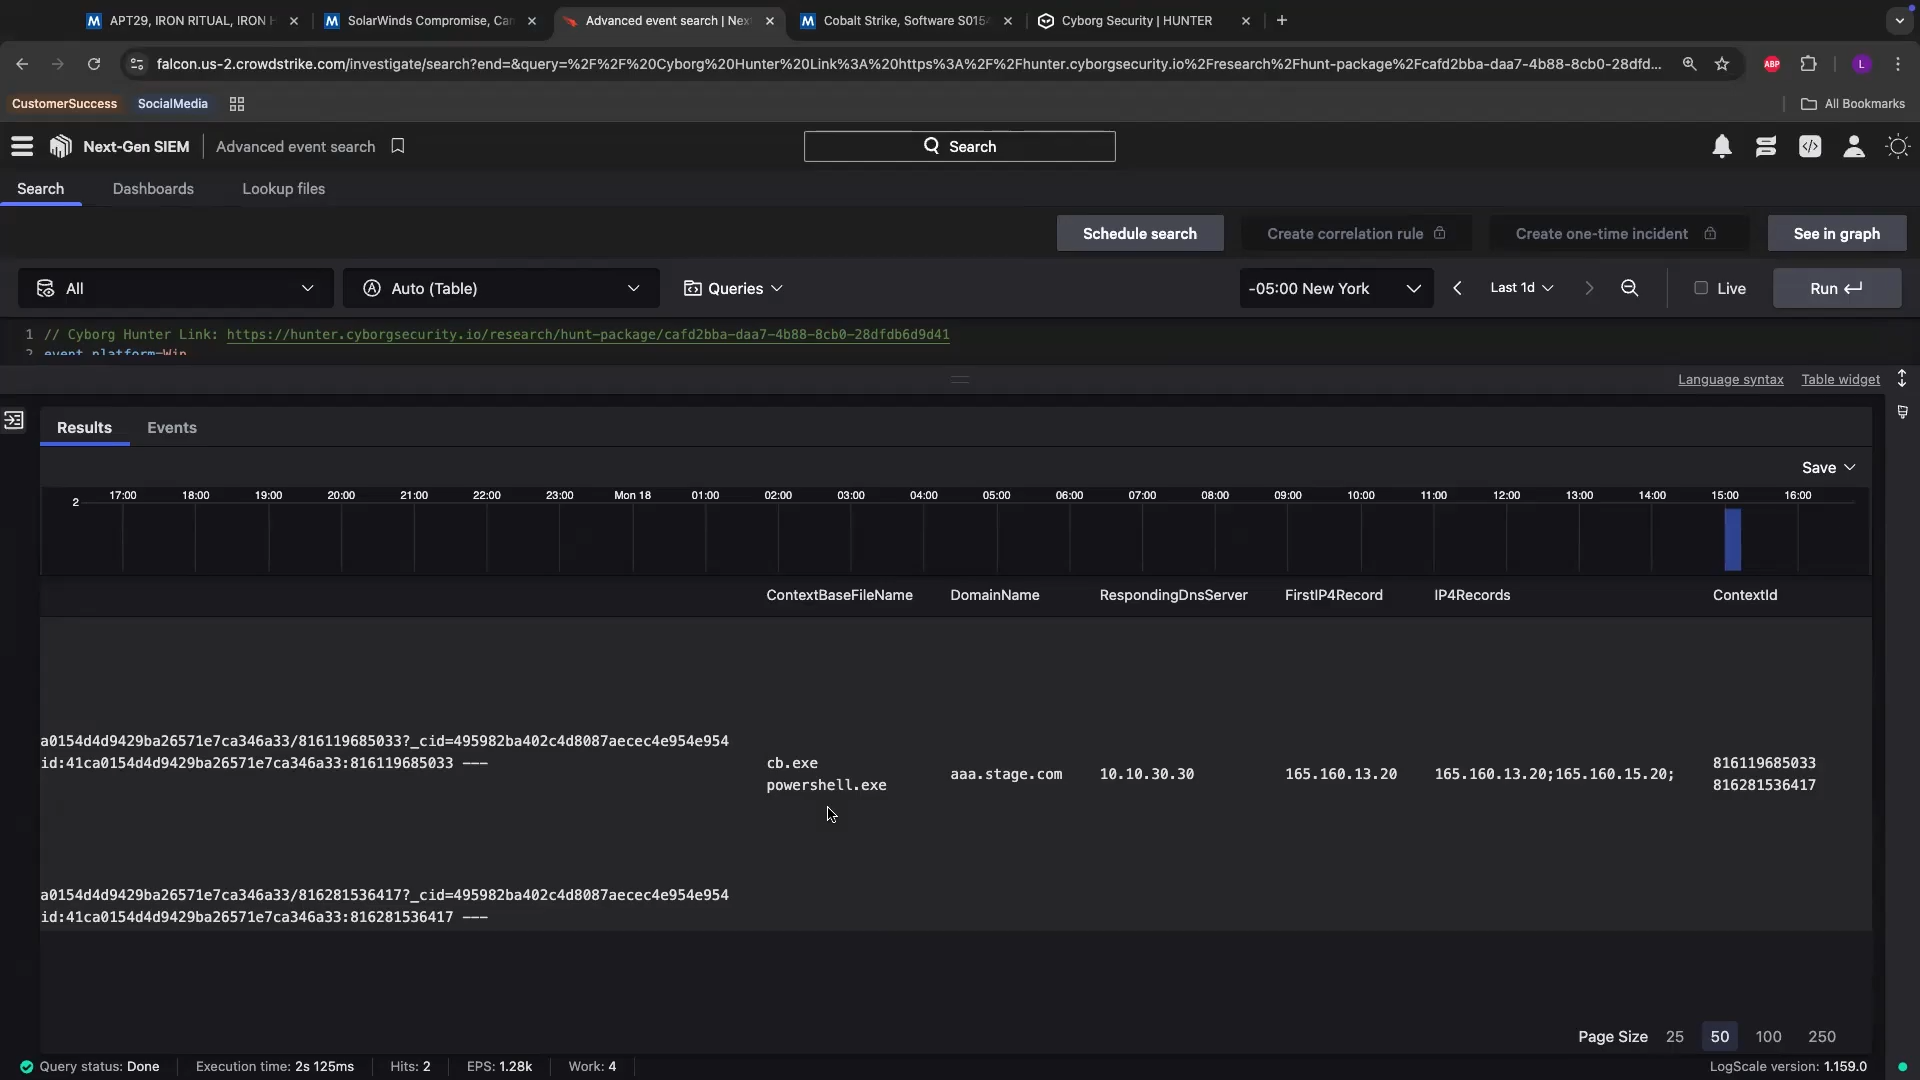 APT29, IRON RITUAL, IRON H
SolarWinds Compromise, Can
Advanced event search | Nex
Cobalt Strike, Software S0154
Cyborg Security | HUNTER
falcon.us-2.crowdstrike.com/investigate/search?end=&query=%2F%2F%20Cyborg%20Hunter%20Link%3A%20https%3A%2F%2Fhunter.cyborgsecurity.io%2Fresearch%2Fhunt-package%2Fcafd2bba-daa7-4b88-8cb0-28dfd...
ABP
L
CustomerSuccess
SocialMedia
All Bookmarks
Next-Gen SIEM
Advanced event search
Search
Search
Dashboards
Lookup files
Schedule search
Create correlation rule
Create one-time incident
See in graph
All
Auto (Table)
Queries
-05:00 New York
Last 1d
Live
Run
1 // Cyborg Hunter Link: https://hunter.cyborgsecurity.io/research/hunt-package/cafd2bba-daa7-4b88-8cb0-28dfdb6d9d41
2 event_platform=Win
Language syntax
Table widget
Results
Events
Save
2
17:00 18:00 19:00 20:00 21:00 22:00 23:00 Mon 18 01:00 02:00 03:00 04:00 05:00 06:00 07:00 08:00 09:00 10:00 11:00 12:00 13:00 14:00 15:00 16:00
ContextBaseFileName DomainName RespondingDnsServer FirstIP4Record IP4Records ContextId
a0154d4d9429ba26571e7ca346a33/816119685033?_cid=495982ba402c4d8087aecec4e954e954
id:41ca0154d4d9429ba26571e7ca346a33:816119685033 ---
cb.exe
powershell.exe
aaa.stage.com
10.10.30.30
165.160.13.20
165.160.13.20;165.160.15.20;
816119685033
816281536417
a0154d4d9429ba26571e7ca346a33/816281536417?_cid=495982ba402c4d8087aecec4e954e954
id:41ca0154d4d9429ba26571e7ca346a33:816281536417 ---
Page Size 25 50 100 250
Query status: Done
Execution time: 2s 125ms
Hits: 2
EPS: 1.28k
Work: 4
LogScale version: 1.159.0